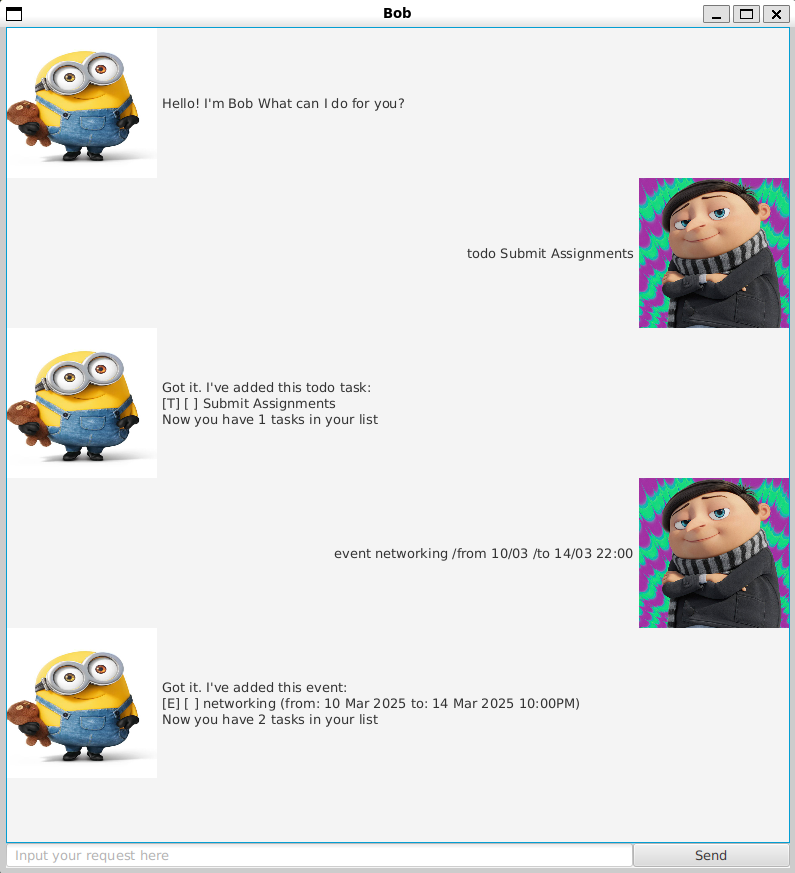 Bob
Hello! I'm Bob What can I do for you?
todo Submit Assignments
Got it. I've added this todo task:
[T] [ ] Submit Assignments
Now you have 1 tasks in your list
event networking /from 10/03 /to 14/03 22:00
Got it. I've added this event:
[E] [ ] networking (from: 10 Mar 2025 to: 14 Mar 2025 10:00PM)
Now you have 2 tasks in your list
Input your request here
Send